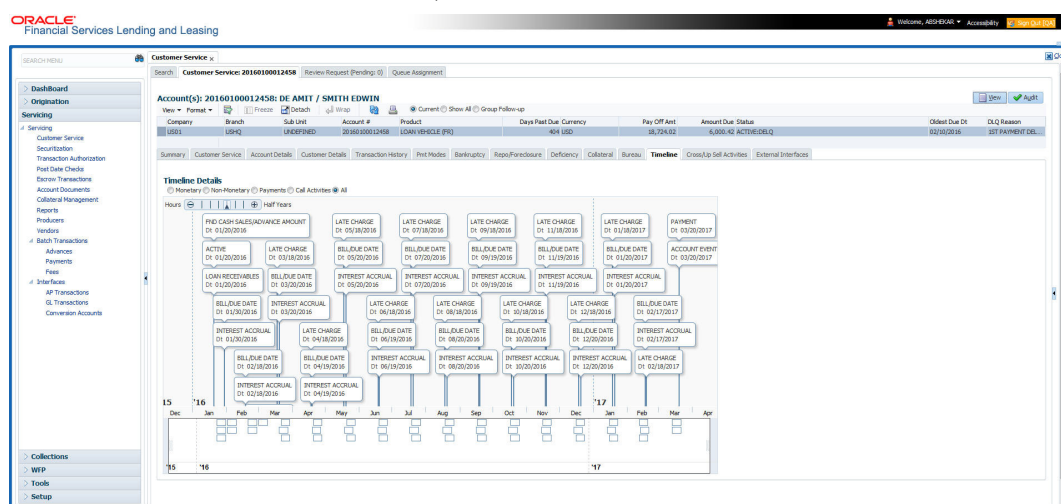 ORACLE
Financial Services Lending and Leasing
Welcome, ABSHEKAR Accessibility Sign Out
SEARCH MENU
DashBoard
Origination
Servicing
Servicing
Customer Service
Securitization
Transaction Authorization
Post Date Checks
Escrow Transactions
Account Documents
Collateral Management
Reports
Producers
Vendors
Batch Transactions
Advances
Payments
Fees
Interfaces
AP Transactions
GL Transactions
Conversion Accounts
Collections
WFP
Tools
Setup
Customer Service x
Search Customer Service: 20160100012458 Review Request (Pending: 0) Queue Assignment
Account(s): 20160100012458: DE AMIT / SMITH EDWIN
View Audit
View Format Freeze Detach Wrap Current Show All Group Follow-up
Company Branch Sub Unit Account # Product Days Past Due Currency Pay Off Amt Amount Due Status Oldest Due Dt DLQ Reason
US01 USHQ UNDEFINED 20160100012458 LOAN VEHICLE (FR) 404 USD 18,724.02 6,000.42 ACTIVE:DELQ 02/10/2016 1ST PAYMENT DEL..
Summary Customer Service Account Details Customer Details Transaction History Pmt Modes Bankruptcy Repo/Foreclosure Deficiency Collateral Bureau Timeline Cross/Up Sell Activities External Interfaces
Timeline Details
Monetary Non-Monetary Payments Call Activities All
Hours Half Years
FND CASH SALES/ADVANCE AMOUNT LATE CHARGE LATE CHARGE LATE CHARGE LATE CHARGE LATE CHARGE PAYMENT
Dt 01/20/2016 Dt 05/18/2016 Dt 07/18/2016 Dt 09/18/2016 Dt 11/18/2016 Dt 01/18/2017 Dt 03/20/2017
ACTIVE LATE CHARGE BILL/DUE DATE BILL/DUE DATE BILL/DUE DATE BILL/DUE DATE BILL/DUE DATE ACCOUNT EVENT
Dt 01/20/2016 Dt 03/18/2016 Dt 05/20/2016 Dt 07/20/2016 Dt 09/19/2016 Dt 11/19/2016 Dt 01/20/2017 Dt 03/20/2017
LOAN RECEIVABLES BILL/DUE DATE INTEREST ACCRUAL INTEREST ACCRUAL INTEREST ACCRUAL INTEREST ACCRUAL INTEREST ACCRUAL
Dt 01/20/2016 Dt 03/20/2016 Dt 05/20/2016 Dt 07/20/2016 Dt 09/19/2016 Dt 11/19/2016 Dt 01/20/2017
BILL/DUE DATE INTEREST ACCRUAL LATE CHARGE LATE CHARGE LATE CHARGE LATE CHARGE BILL/DUE DATE
Dt 01/30/2016 Dt 03/20/2016 Dt 06/18/2016 Dt 08/18/2016 Dt 10/18/2016 Dt 12/18/2016 Dt 02/17/2017
INTEREST ACCRUAL LATE CHARGE BILL/DUE DATE BILL/DUE DATE BILL/DUE DATE BILL/DUE DATE INTEREST ACCRUAL
Dt 01/30/2016 Dt 04/18/2016 Dt 06/19/2016 Dt 08/20/2016 Dt 10/20/2016 Dt 12/20/2016 Dt 02/17/2017
BILL/DUE DATE BILL/DUE DATE INTEREST ACCRUAL INTEREST ACCRUAL INTEREST ACCRUAL INTEREST ACCRUAL LATE CHARGE
Dt 02/18/2016 Dt 04/19/2016 Dt 06/19/2016 Dt 08/20/2016 Dt 10/20/2016 Dt 12/20/2016 Dt 02/18/2017
INTEREST ACCRUAL INTEREST ACCRUAL
Dt 02/18/2016 Dt 04/19/2016
15 '16 '17
Dec Jan Feb Mar Apr May Jun Jul Aug Sep Oct Nov Dec Jan Feb Mar Apr
'15 '16 '17